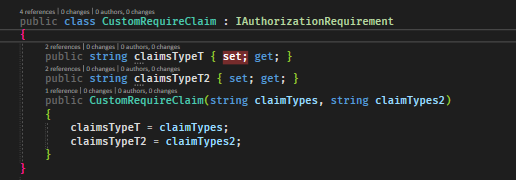 4 references | 0 changes | 0 authors, 0 changes
public class CustomRequireClaim : IAuthorizationRequirement
{
2 references | 0 changes | 0 authors, 0 changes
public string claimsTypeT { set; get; }
2 references | 0 changes | 0 authors, 0 changes
public string claimsTypeT2 { set; get; }
1 reference | 0 changes | 0 authors, 0 changes
public CustomRequireClaim(string claimTypes, string claimTypes2)
{
claimsTypeT = claimTypes;
claimsTypeT2 = claimTypes2;
}
}